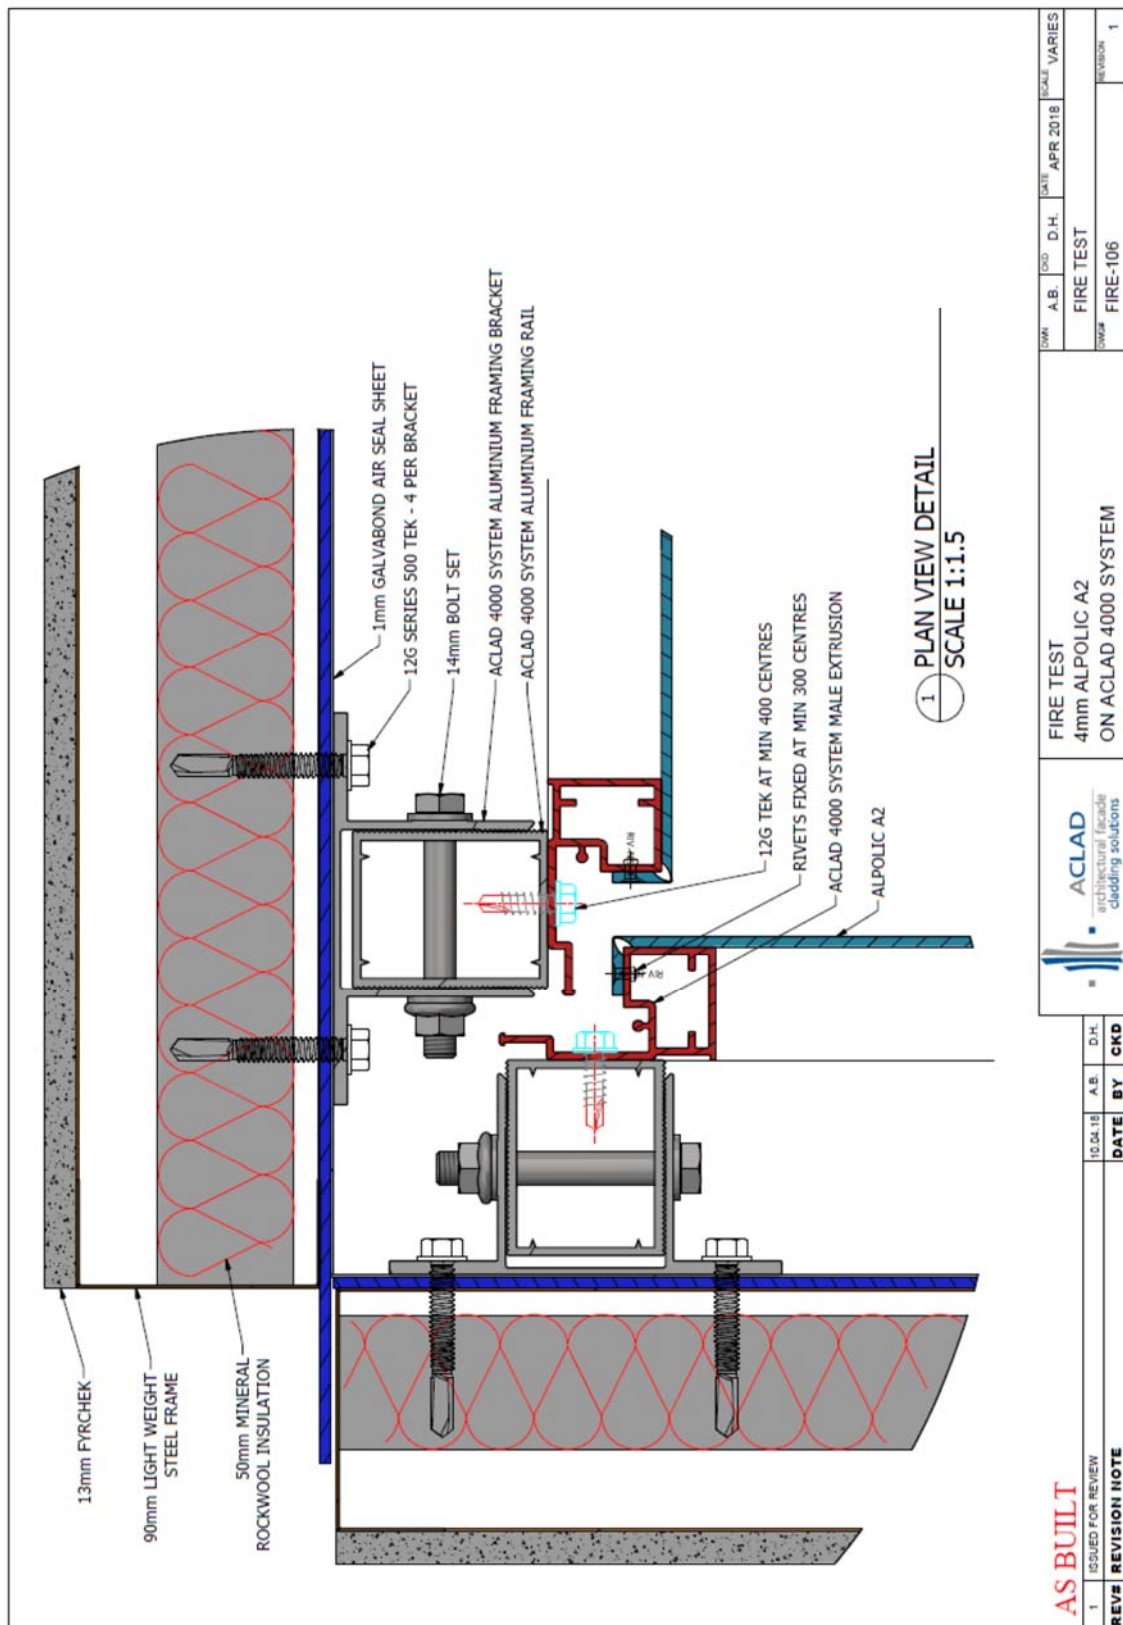 13mm FYRCHEK
90mm LIGHT WEIGHT
STEEL FRAME
50mm MINERAL
ROCKWOOL INSULATION
1mm GALVABOND AIR SEAL SHEET
12G SERIES 500 TEK - 4 PER BRACKET
14mm BOLT SET
ACLAD 4000 SYSTEM ALUMINIUM FRAMING BRACKET
ACLAD 4000 SYSTEM ALUMINIUM FRAMING RAIL
12G TEK AT MIN 400 CENTRES
RIVETS FIXED AT MIN 300 CENTRES
ACLAD 4000 SYSTEM MALE EXTRUSION
ALPOLIC A2
RIV
RIV
1
PLAN VIEW DETAIL
SCALE 1:1.5
AS BUILT
1 ISSUED FOR REVIEW 10.04.18 A.B. D.H.
REV# REVISION NOTE DATE BY CKD
ACLAD
architectural facade
cladding solutions
FIRE TEST
4mm ALPOLIC A2
ON ACLAD 4000 SYSTEM
DWN A.B. CKD D.H. DATE APR 2018 SCALE VARIES
FIRE TEST
DWG# FIRE-106 REVISION 1